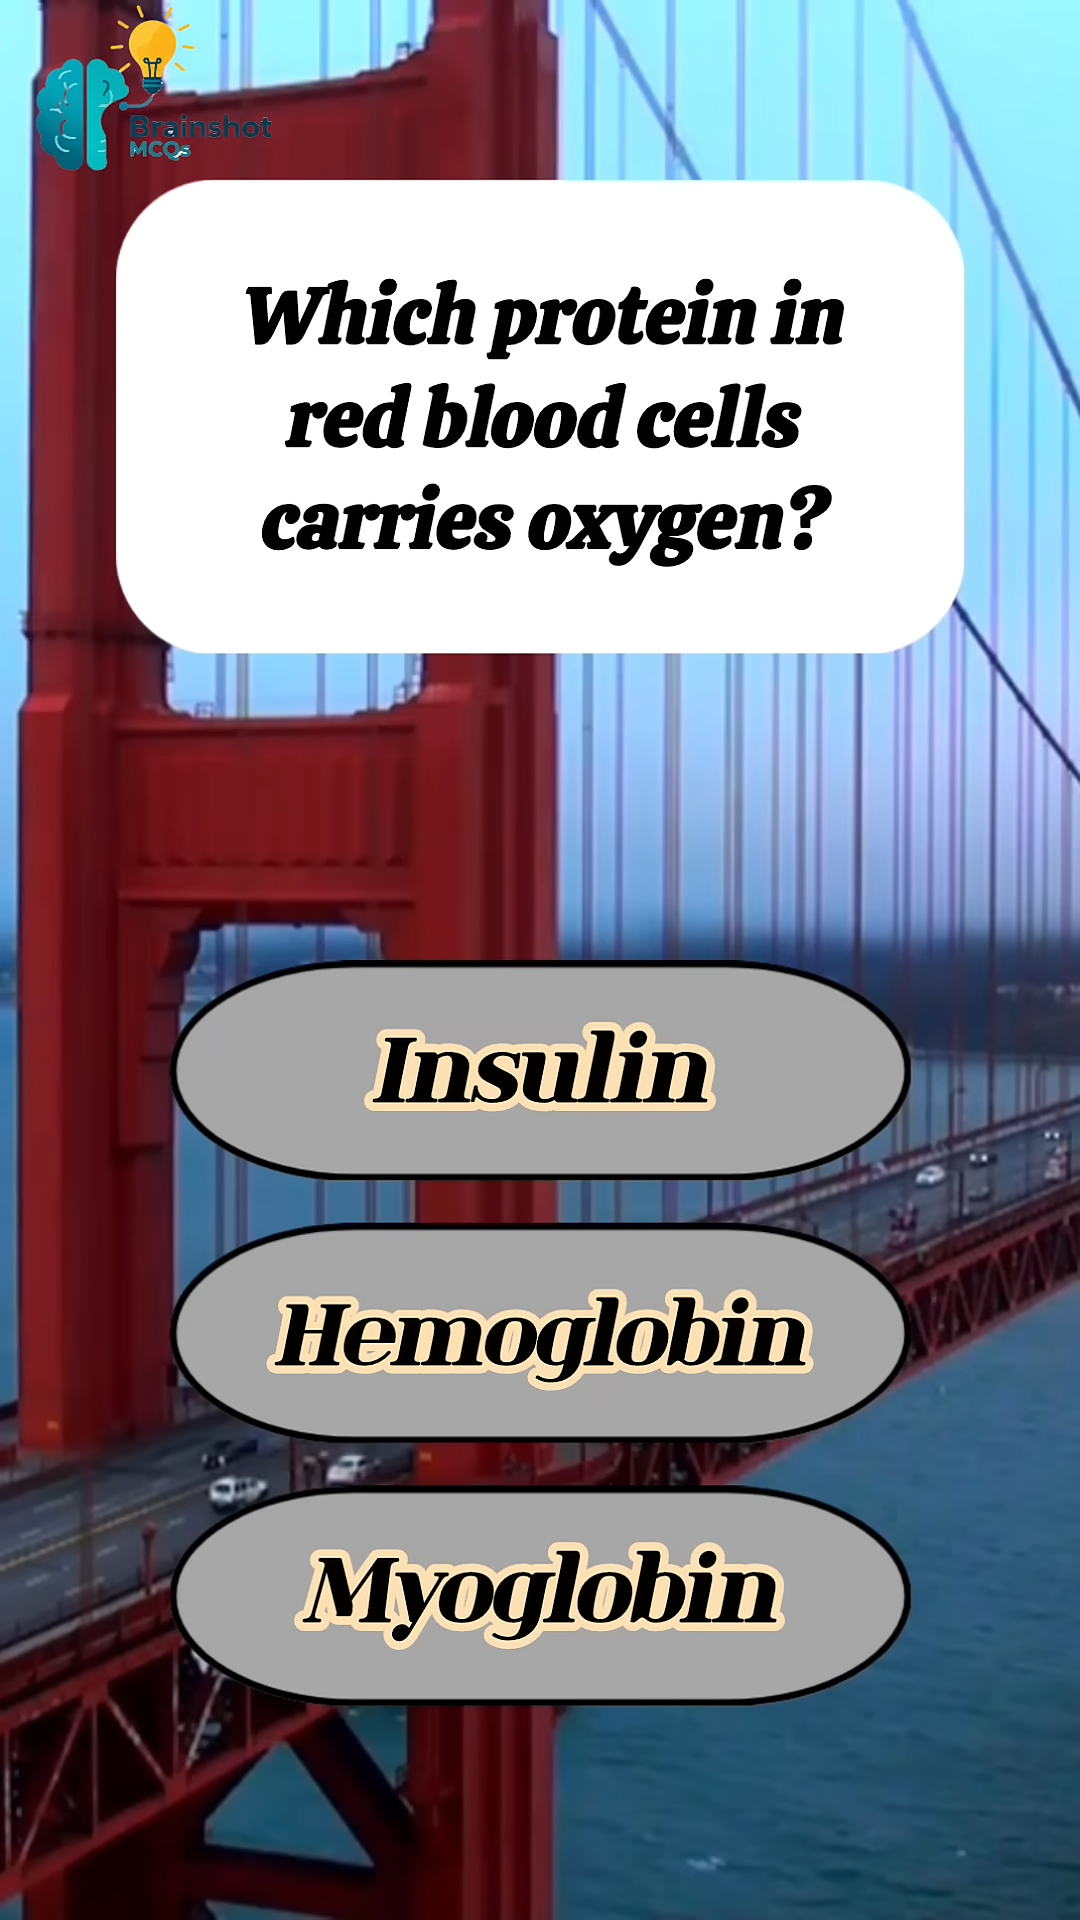 Brainshot
MCQs
Which protein in
red blood cells
carries oxygen?
Insulin
Hemoglobin
Myoglobin